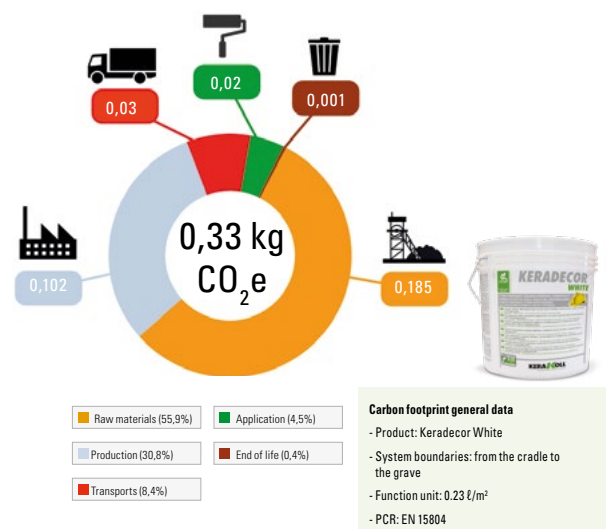 0,02
0,03
0,001
0,33 kg
CO₂e
0,102
0,185
KERADECOR
WHITE
KERAKOLL
Raw materials (55,9%)
Application (4,5%)
Production (30,8%)
End of life (0,4%)
Transports (8,4%)
Carbon footprint general data
- Product: Keradecor White
- System boundaries: from the cradle to
the grave
- Function unit: 0.23 ℓ/m²
- PCR: EN 15804